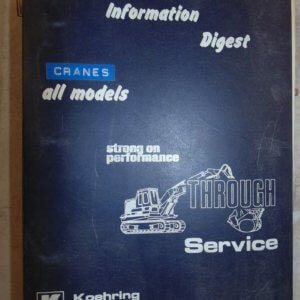 Information
Digest
CRANES
all models
strong on
performance
THROUGH
Service
Koehring